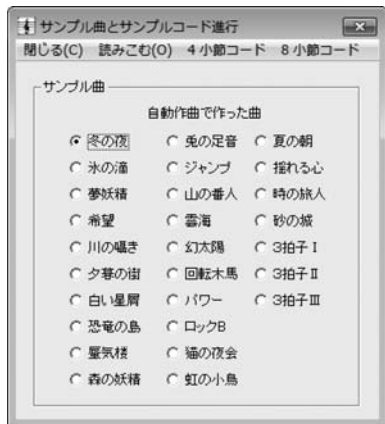 サンプル曲とサンプルコード進行
閉じる(C) 読みこむ(O) 4小節コード 8小節コード
サンプル曲
自動作曲で作った曲
冬の夜 兎の足音 夏の朝
氷の滴 ジャンプ 揺れる心
夢妖精 山の番人 時の旅人
希望 雲海 砂の城
川の囁き 幻太陽 3拍子Ⅰ
夕暮の街 回転木馬 3拍子Ⅱ
白い星屑 パワー 3拍子Ⅲ
恐竜の島 ロックB
蜃気楼 猫の夜会
森の妖精 虹の小鳥